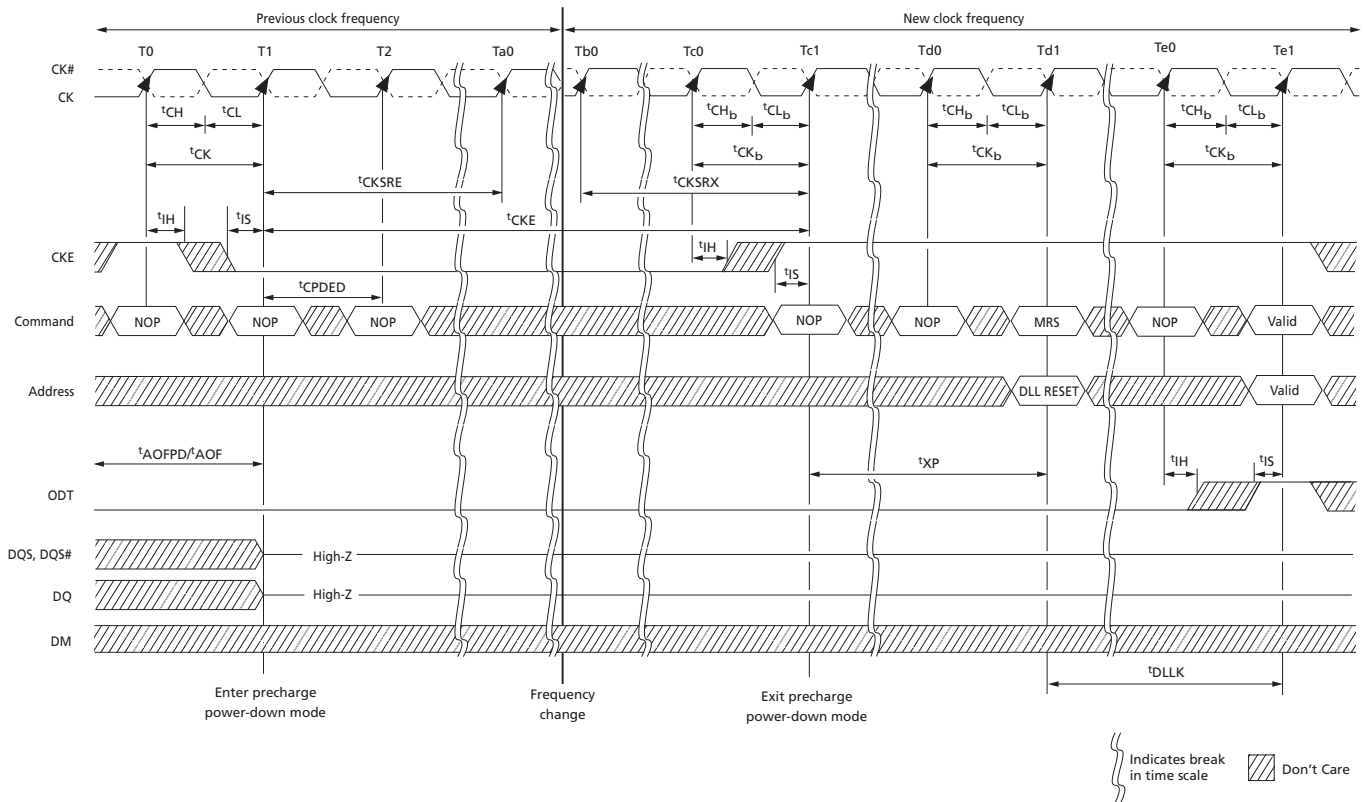 Previous clock frequency New clock frequency
T0 T1 T2 Ta0 Tb0 Tc0 Tc1 Td0 Td1 Te0 Te1
CK#
CK
tCH tCL tCHb tCLb tCHb tCLb tCHb tCLb
tCK tCKb tCKb tCKb
tCKSRE tCKSRX
tIH tIS tCKE
CKE tIH
tIS
tCPDED
Command NOP NOP NOP NOP NOP MRS NOP Valid
Address DLL RESET Valid
tAOFPD/tAOF tXP tIH tIS
ODT
DQS, DQS# High-Z
DQ High-Z
DM
tDLLK
Enter precharge
power-down mode
Frequency
change
Exit precharge
power-down mode
Indicates break
in time scale
Don't Care